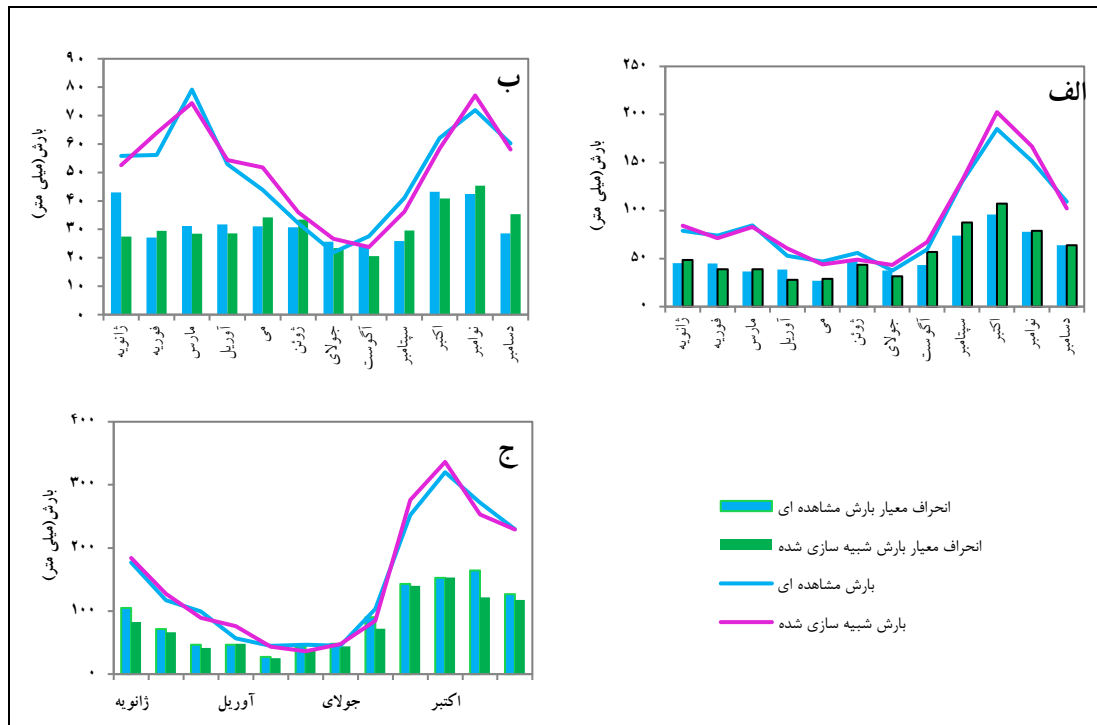 الف
بارش(میلی متر)
۲۵۰
۲۰۰
۱۵۰
۱۰۰
۵۰
۰
ژانویه
فوریه
مارس
آوریل
می
ژوئن
جولای
آگوست
سپتامبر
اکتبر
نوامبر
دسامبر
ب
بارش(میلی متر)
۹۰
۸۰
۷۰
۶۰
۵۰
۴۰
۳۰
۲۰
۱۰
۰
ژانویه
فوریه
مارس
آوریل
می
ژوئن
جولای
آگوست
سپتامبر
اکتبر
نوامبر
دسامبر
ج
بارش(میلی متر)
۴۰۰
۳۰۰
۲۰۰
۱۰۰
۰
ژانویه
آوریل
جولای
اکتبر
انحراف معیار بارش مشاهده ای
انحراف معیار بارش شبیه سازی شده
بارش مشاهده ای
بارش شبیه سازی شده